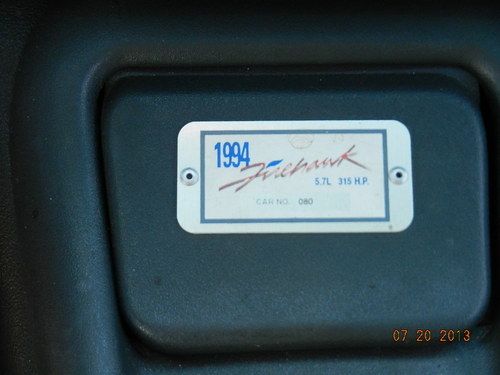 1994
Firehawk
5.7L 315 H.P.
CAR NO. 080
07 20 2013